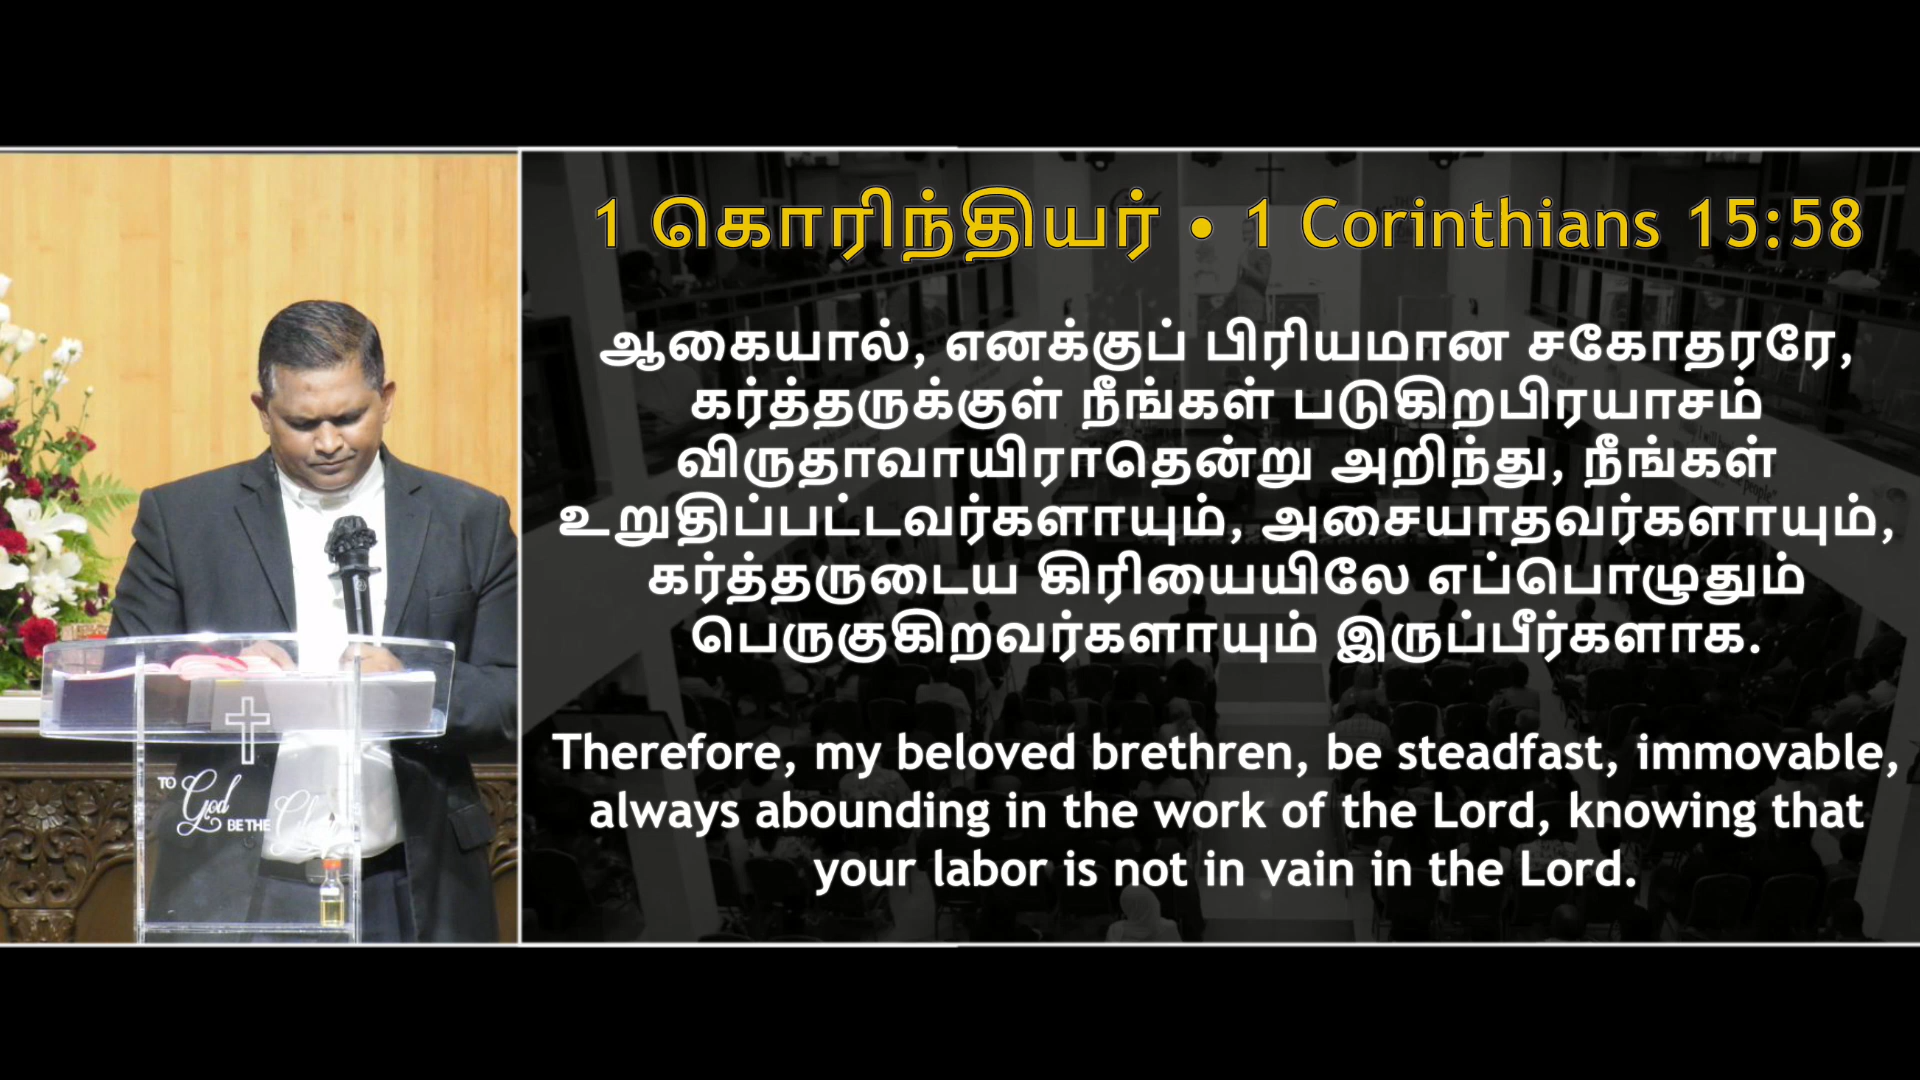 1 கொரிந்தியர் • 1 Corinthians 15:58
ஆகையால், எனக்குப் பிரியமான சகோதரரே,
கர்த்தருக்குள் நீங்கள் படுகிறபிரயாசம்
விருதாவாயிராதென்று அறிந்து, நீங்கள்
உறுதிப்பட்டவர்களாயும், அசையாதவர்களாயும்,
கர்த்தருடைய கிரியையிலே எப்பொழுதும்
பெருகுகிறவர்களாயும் இருப்பீர்களாக.
Therefore, my beloved brethren, be steadfast, immovable,
always abounding in the work of the Lord, knowing that
your labor is not in vain in the Lord.
TO God BE THE Glory